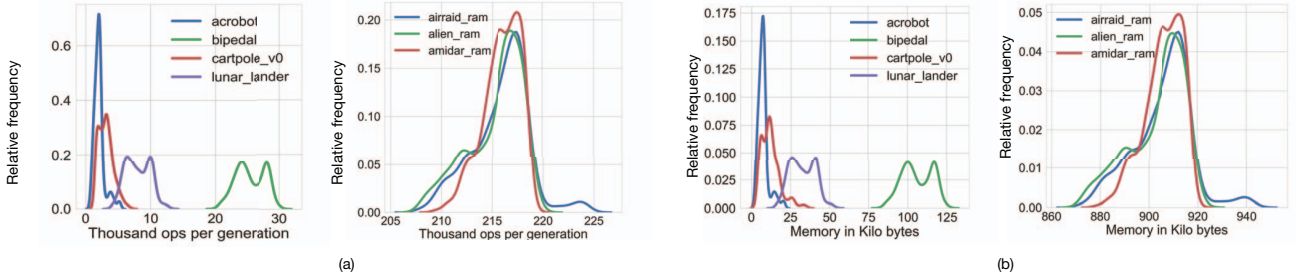 acrobot
bipedal
cartpole_v0
lunar_lander
Relative frequency
0.6
0.4
0.2
0.0
0 10 20 30
Thousand ops per generation
airraid_ram
alien_ram
amidar_ram
Relative frequency
0.20
0.15
0.10
0.05
0.00
205 210 215 220 225
Thousand ops per generation
(a)
acrobot
bipedal
cartpole_v0
lunar_lander
Relative frequency
0.175
0.150
0.125
0.100
0.075
0.050
0.025
0.000
0 25 50 75 100 125
Memory in Kilo bytes
airraid_ram
alien_ram
amidar_ram
Relative frequency
0.05
0.04
0.03
0.02
0.01
0.00
860 880 900 920 940
Memory in Kilo bytes
(b)